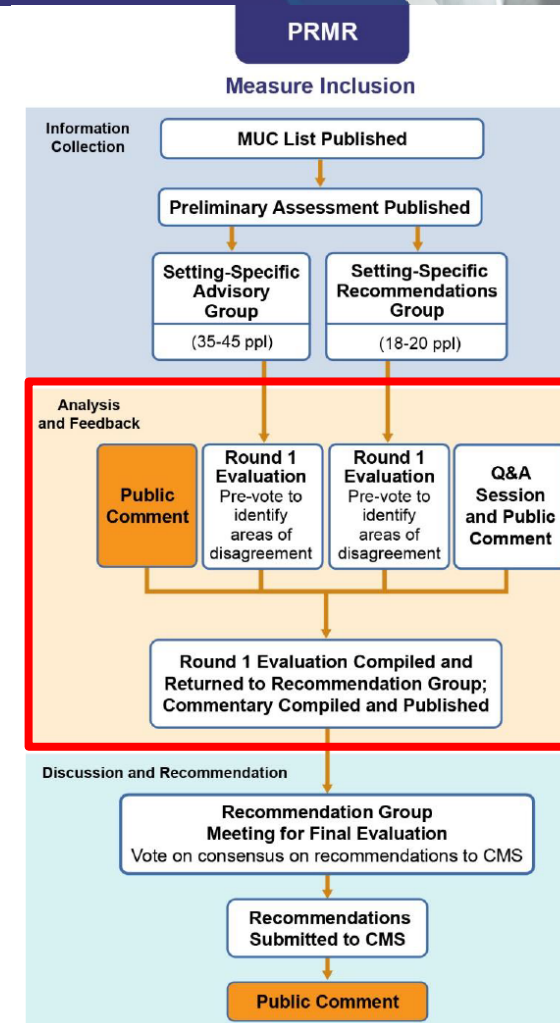 PRMR
Measure Inclusion
Information
Collection
MUC List Published
Preliminary Assessment Published
Setting-Specific
Advisory
Group
(35-45 ppl)
Setting-Specific
Recommendations
Group
(18-20 ppl)
Analysis
and Feedback
Public
Comment
Round 1
Evaluation
Pre-vote to
identify
areas of
disagreement
Round 1
Evaluation
Pre-vote to
identify
areas of
disagreement
Q&A
Session
and Public
Comment
Round 1 Evaluation Compiled and
Returned to Recommendation Group;
Commentary Compiled and Published
Discussion and Recommendation
Recommendation Group
Meeting for Final Evaluation
Vote on consensus on recommendations to CMS
Recommendations
Submitted to CMS
Public Comment